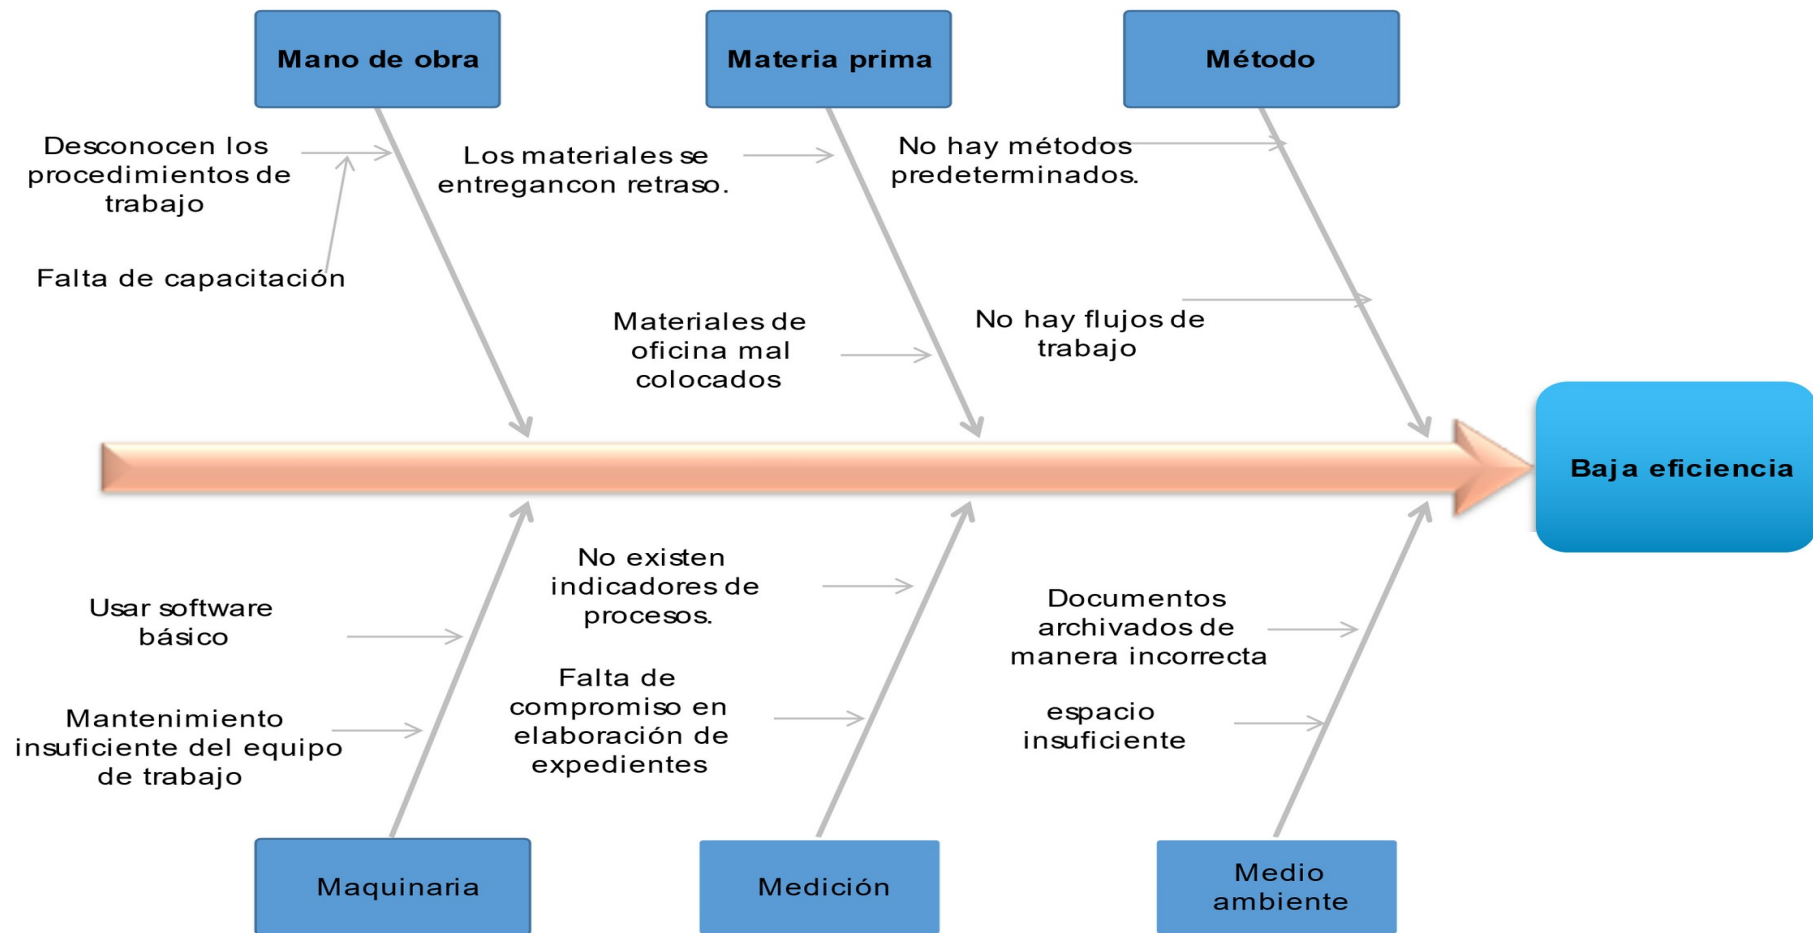 Mano de obra
Materia prima
Método
Desconocen los
procedimientos de
trabajo
Falta de capacitación
Los materiales se
entregancon retraso.
Materiales de
oficina mal
colocados
No hay métodos
predeterminados.
No hay flujos de
trabajo
Baja eficiencia
Usar software
básico
Mantenimiento
insuficiente del equipo
de trabajo
No existen
indicadores de
procesos.
Falta de
compromiso en
elaboración de
expedientes
Documentos
archivados de
manera incorrecta
espacio
insuficiente
Maquinaria
Medición
Medio
ambiente